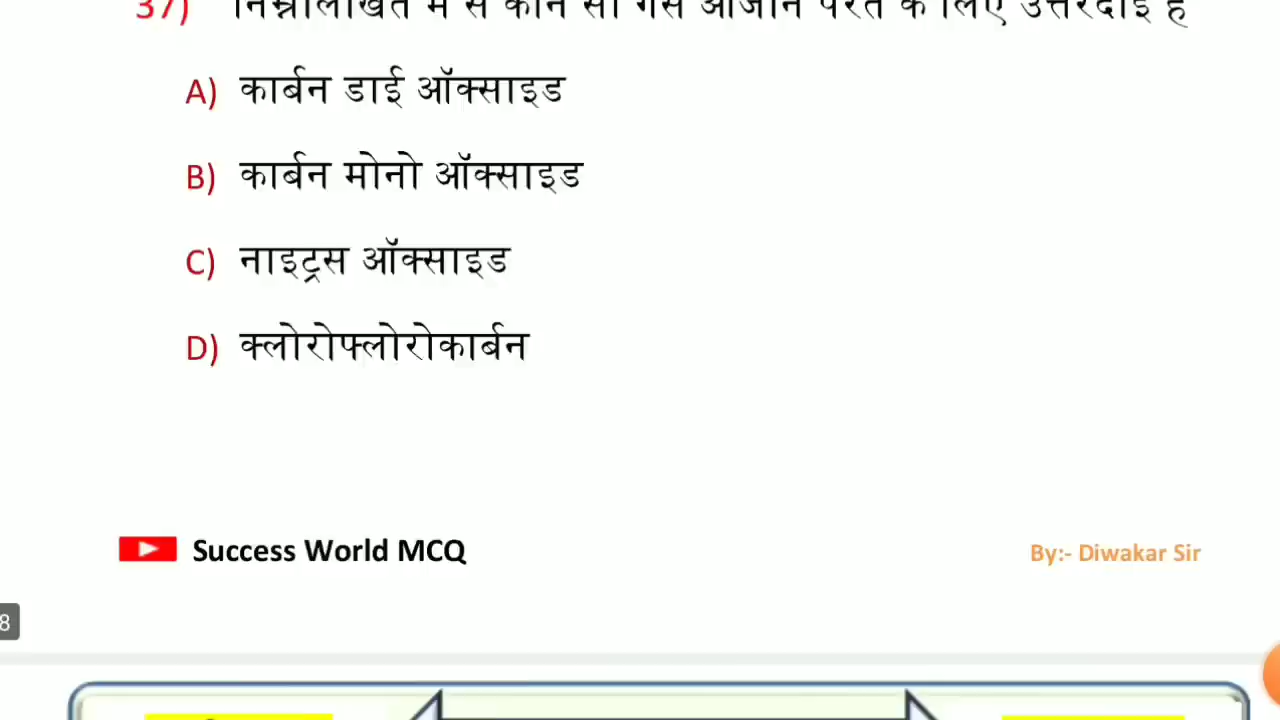 37) निम्नलिखित में से कौन सी गैस ओजोन परत के लिए उत्तरदाई है
A) कार्बन डाई ऑक्साइड
B) कार्बन मोनो ऑक्साइड
C) नाइट्रस ऑक्साइड
D) क्लोरोफ्लोरोकार्बन
Success World MCQ
By:- Diwakar Sir
8